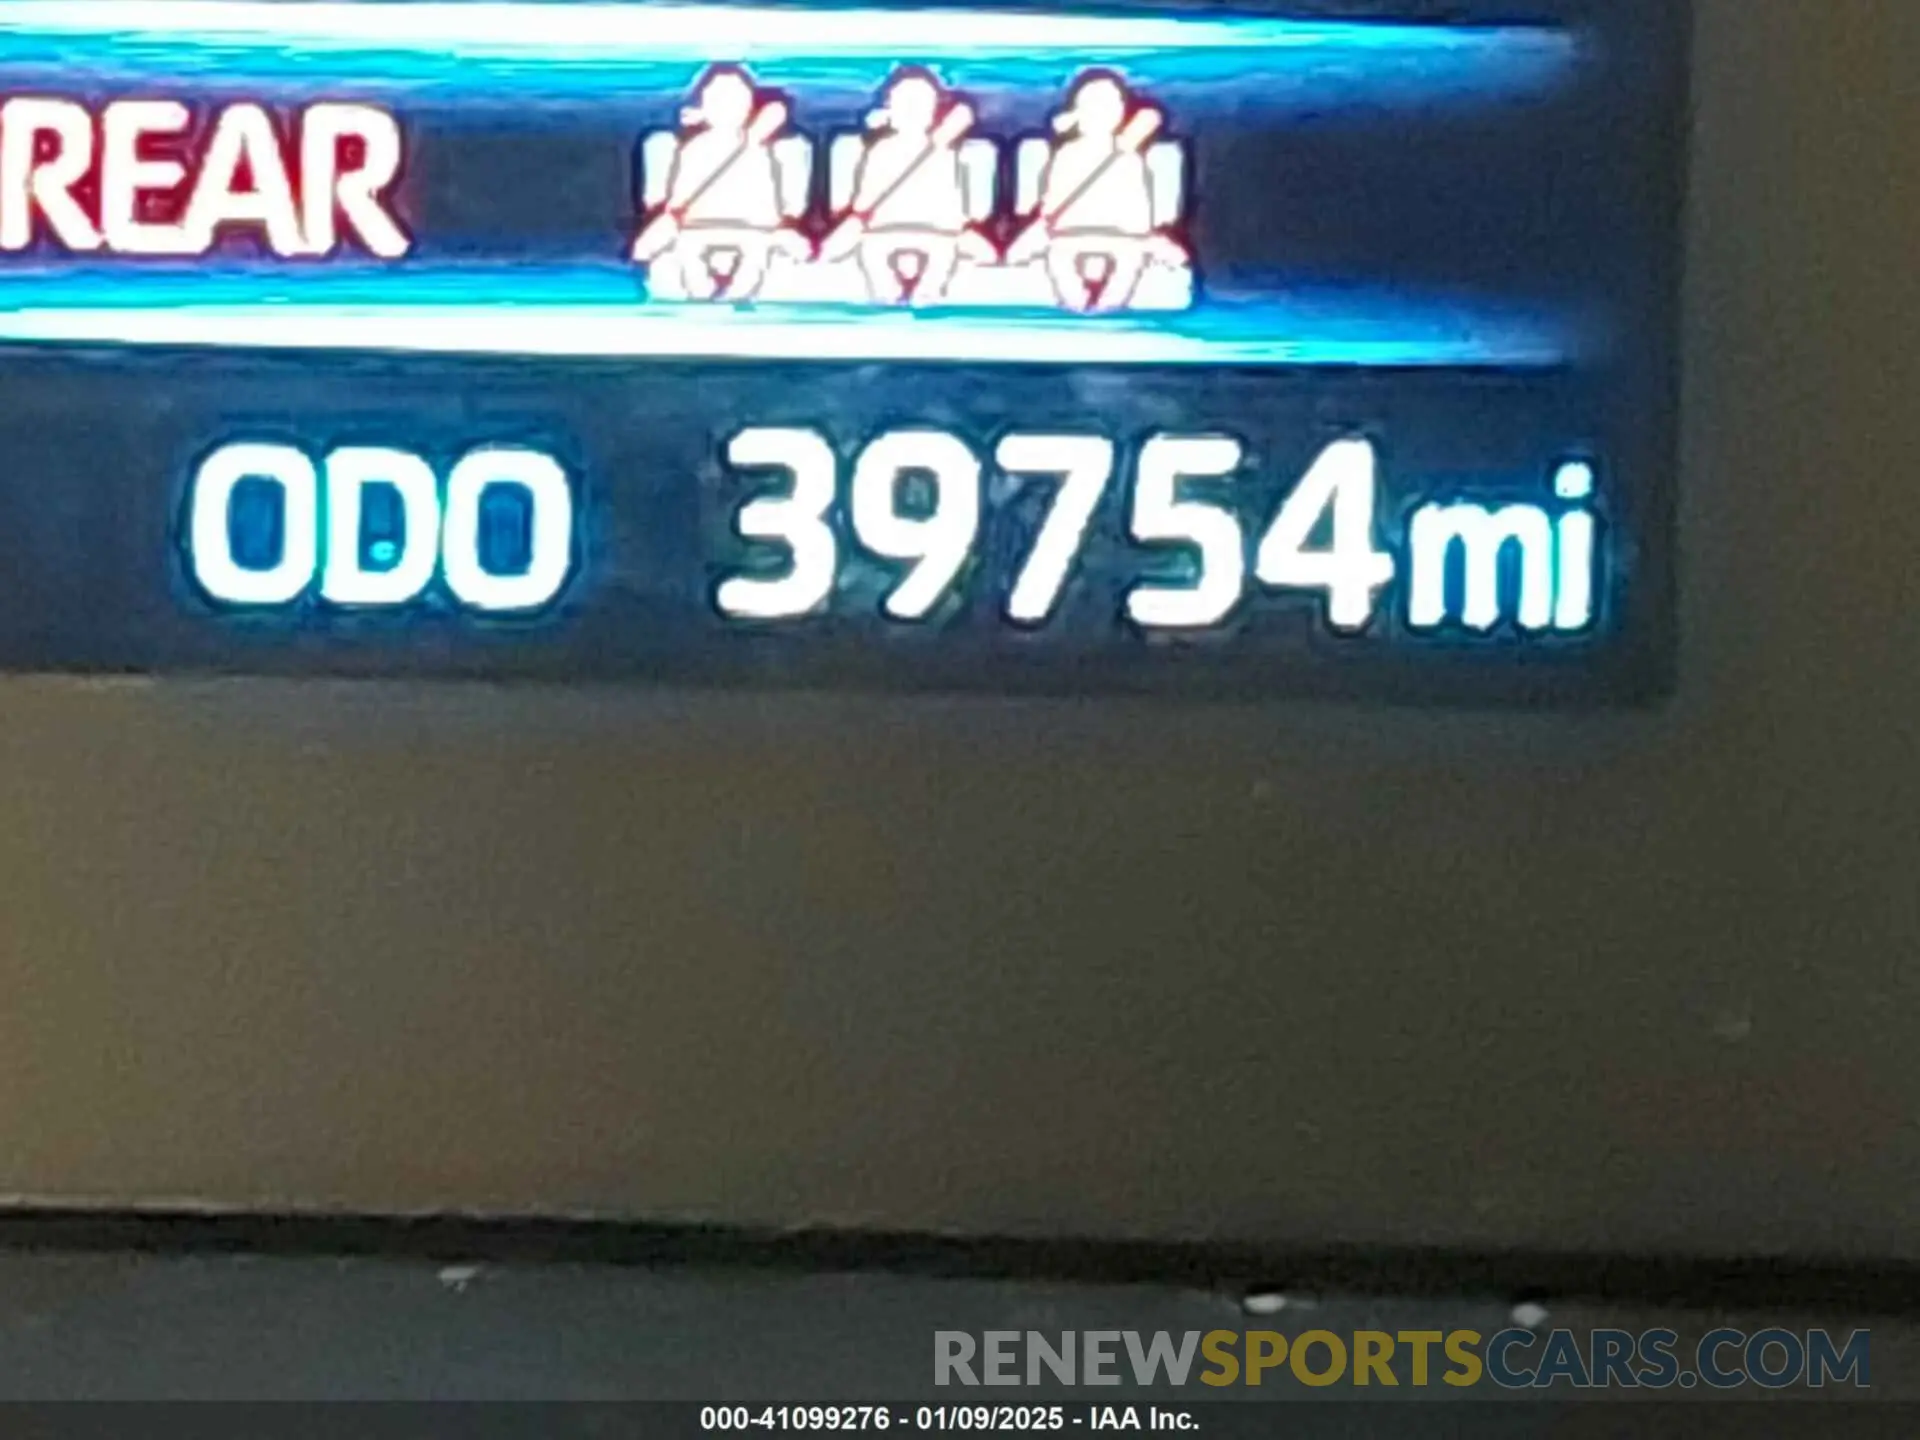 REAR
ODO 39754mi
RENEWSPORTSCARS.COM
000-41099276 - 01/09/2025 - IAA Inc.